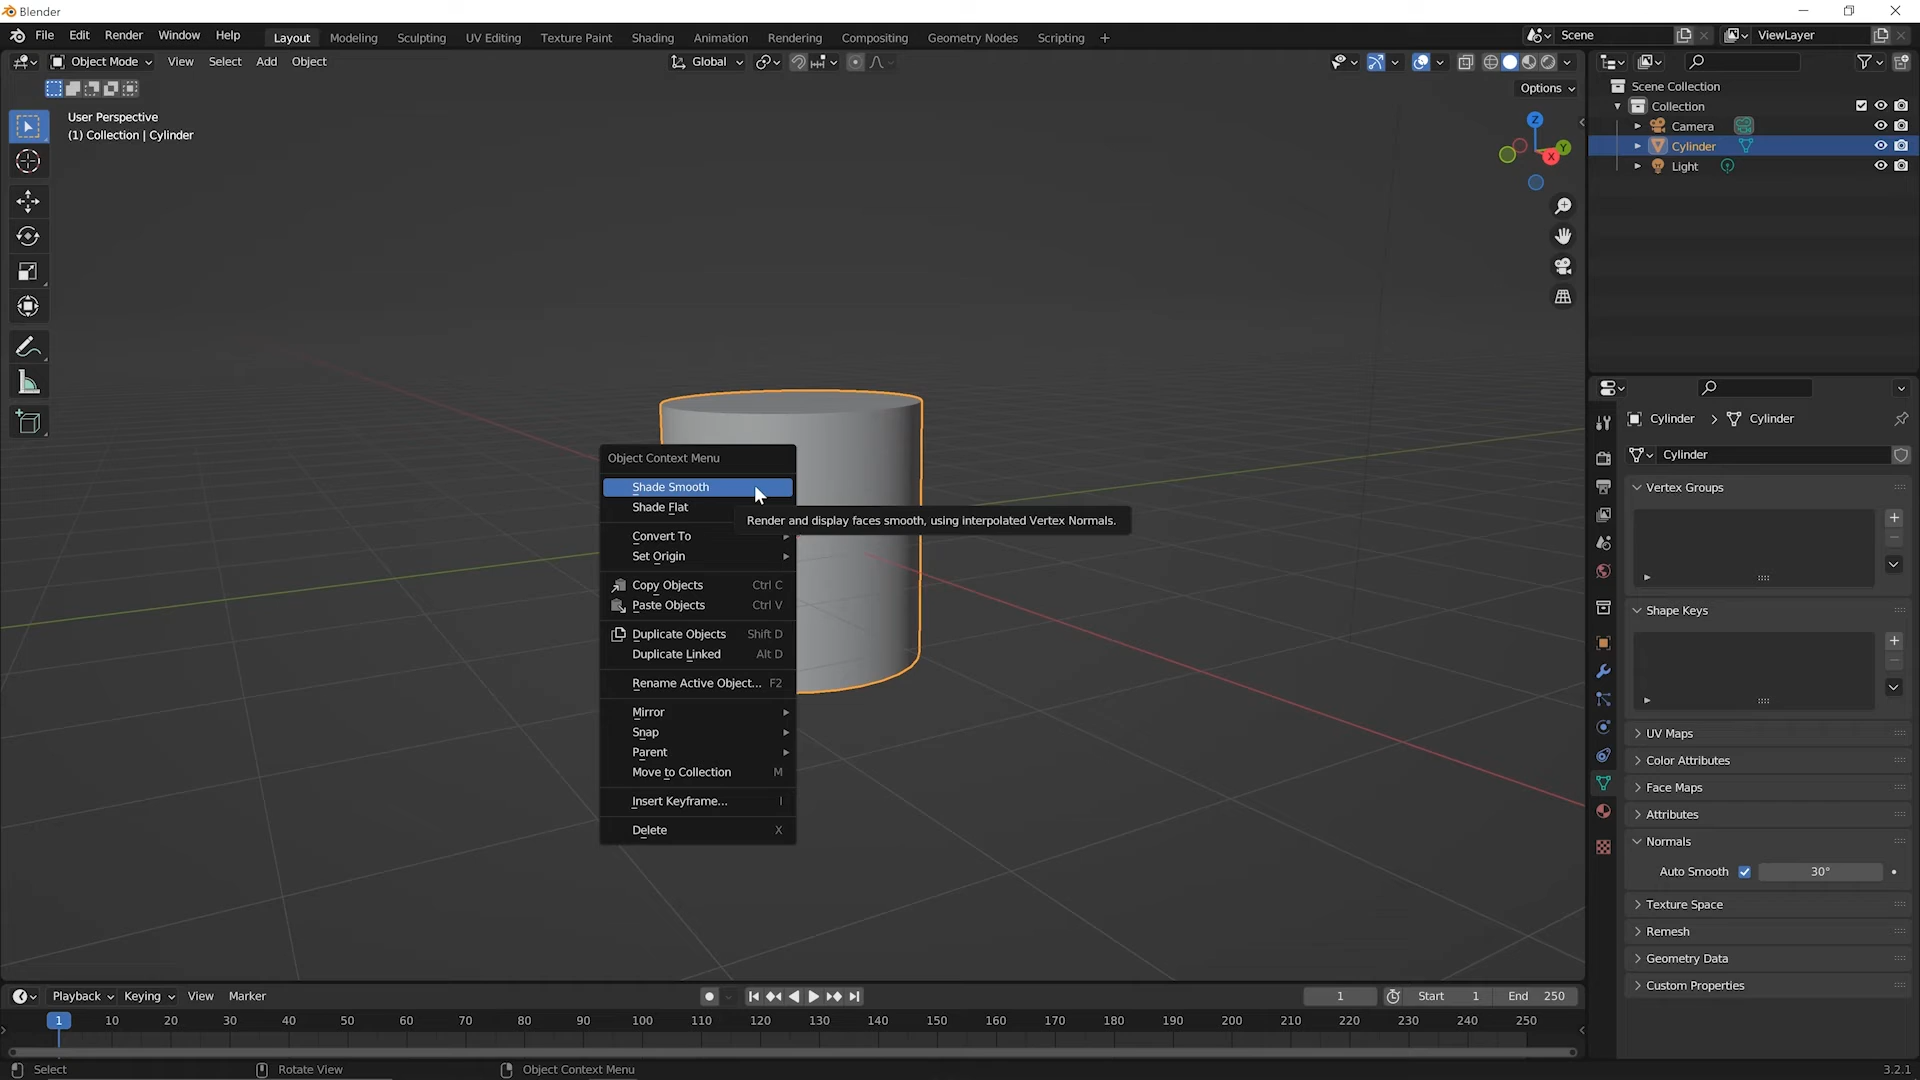 Blender
File Edit Render Window Help Layout Modeling Sculpting UV Editing Texture Paint Shading Animation Rendering Compositing Geometry Nodes Scripting + Scene ViewLayer
Object Mode View Select Add Object Global
Options
User Perspective
(1) Collection | Cylinder
Z
Y
X
Scene Collection
Collection
Camera
Cylinder
Light
Object Context Menu
Shade Smooth
Shade Flat
Render and display faces smooth, using interpolated Vertex Normals.
Convert To
Set Origin
Copy Objects Ctrl C
Paste Objects Ctrl V
Duplicate Objects Shift D
Duplicate Linked Alt D
Rename Active Object... F2
Mirror
Snap
Parent
Move to Collection M
Insert Keyframe... I
Delete X
Cylinder > Cylinder
Cylinder
Vertex Groups
Shape Keys
UV Maps
Color Attributes
Face Maps
Attributes
Normals
Auto Smooth 30°
Texture Space
Remesh
Geometry Data
Custom Properties
Playback Keying View Marker 1 Start 1 End 250
1 10 20 30 40 50 60 70 80 90 100 110 120 130 140 150 160 170 180 190 200 210 220 230 240 250
Select Rotate View Object Context Menu 3.2.1